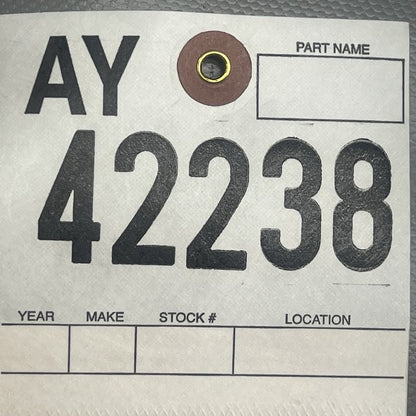 AY
PART NAME
42238
YEAR MAKE STOCK # LOCATION